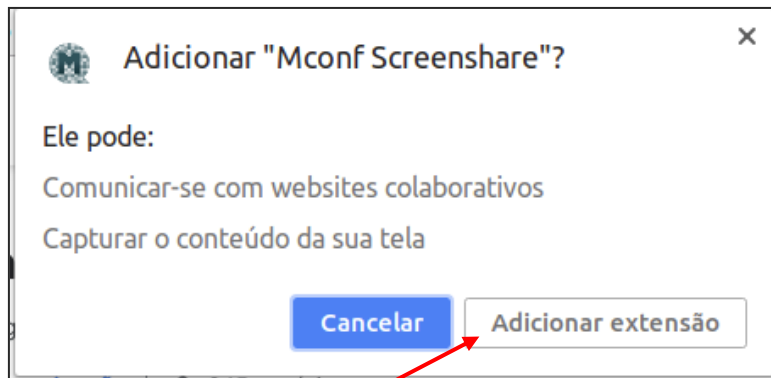 Adicionar "Mconf Screenshare"?
Ele pode:
Comunicar-se com websites colaborativos
Capturar o conteúdo da sua tela
Cancelar
Adicionar extensão